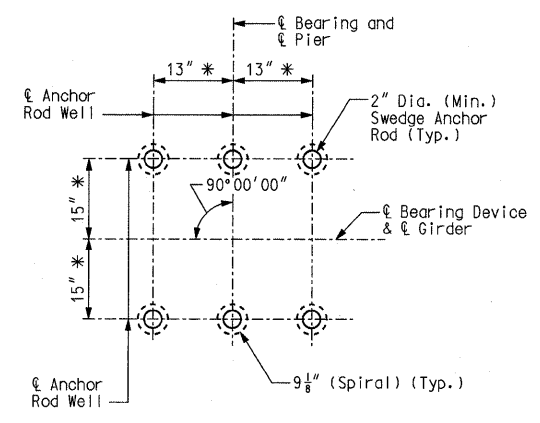 ℄ Bearing and
℄ Pier
13" * 13" *
℄ Anchor
Rod Well
2" Dia. (Min.)
Swedge Anchor
Rod (Typ.)
90°00'00"
15" *
℄ Bearing Device
& ℄ Girder
15" *
℄ Anchor
Rod Well
9⅛" (Spiral) (Typ.)